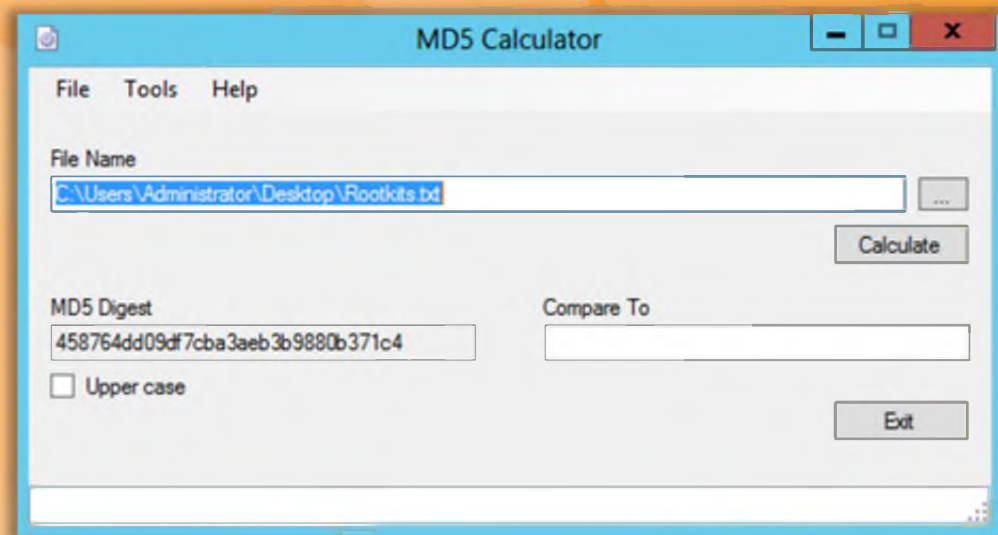 MD5 Calculator
File Tools Help
File Name
C:\Users\Administrator\Desktop\Rootkits.txt
...
Calculate
MD5 Digest
Compare To
458764dd09df7cba3aeb3b9880b371c4
Upper case
Exit